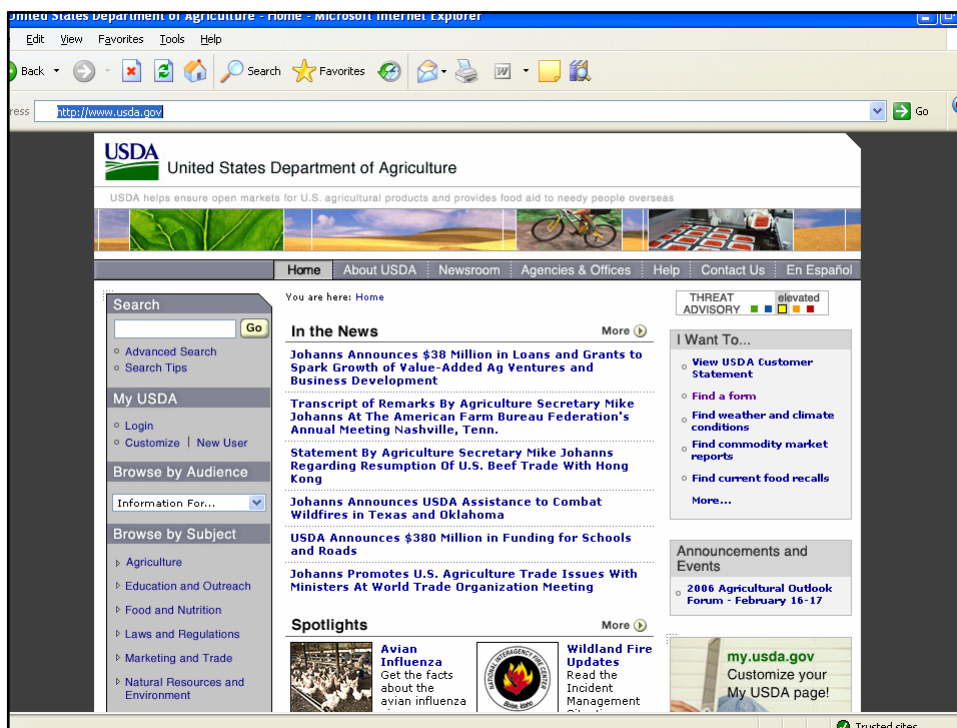 United States Department of Agriculture - Home - Microsoft Internet Explorer
Edit View Favorites Tools Help
Back Search Favorites
ress http://www.usda.gov Go
USDA
United States Department of Agriculture
USDA helps ensure open markets for U.S. agricultural products and provides food aid to needy people overseas
Home About USDA Newsroom Agencies & Offices Help Contact Us En Español
Search
Go
Advanced Search
Search Tips
My USDA
Login
Customize | New User
Browse by Audience
Information For...
Browse by Subject
Agriculture
Education and Outreach
Food and Nutrition
Laws and Regulations
Marketing and Trade
Natural Resources and
Environment
You are here: Home
In the News More
Johanns Announces $38 Million in Loans and Grants to
Spark Growth of Value-Added Ag Ventures and
Business Development
Transcript of Remarks By Agriculture Secretary Mike
Johanns At The American Farm Bureau Federation's
Annual Meeting Nashville, Tenn.
Statement By Agriculture Secretary Mike Johanns
Regarding Resumption Of U.S. Beef Trade With Hong
Kong
Johanns Announces USDA Assistance to Combat
Wildfires in Texas and Oklahoma
USDA Announces $380 Million in Funding for Schools
and Roads
Johanns Promotes U.S. Agriculture Trade Issues With
Ministers At World Trade Organization Meeting
Spotlights More
Avian
Influenza
Get the facts
about the
avian influenza
Wildland Fire
Updates
Read the
Incident
Management
THREAT elevated
ADVISORY
I Want To...
View USDA Customer
Statement
Find a form
Find weather and climate
conditions
Find commodity market
reports
Find current food recalls
More...
Announcements and
Events
2006 Agricultural Outlook
Forum - February 16-17
my.usda.gov
Customize your
My USDA page!
Trusted sites